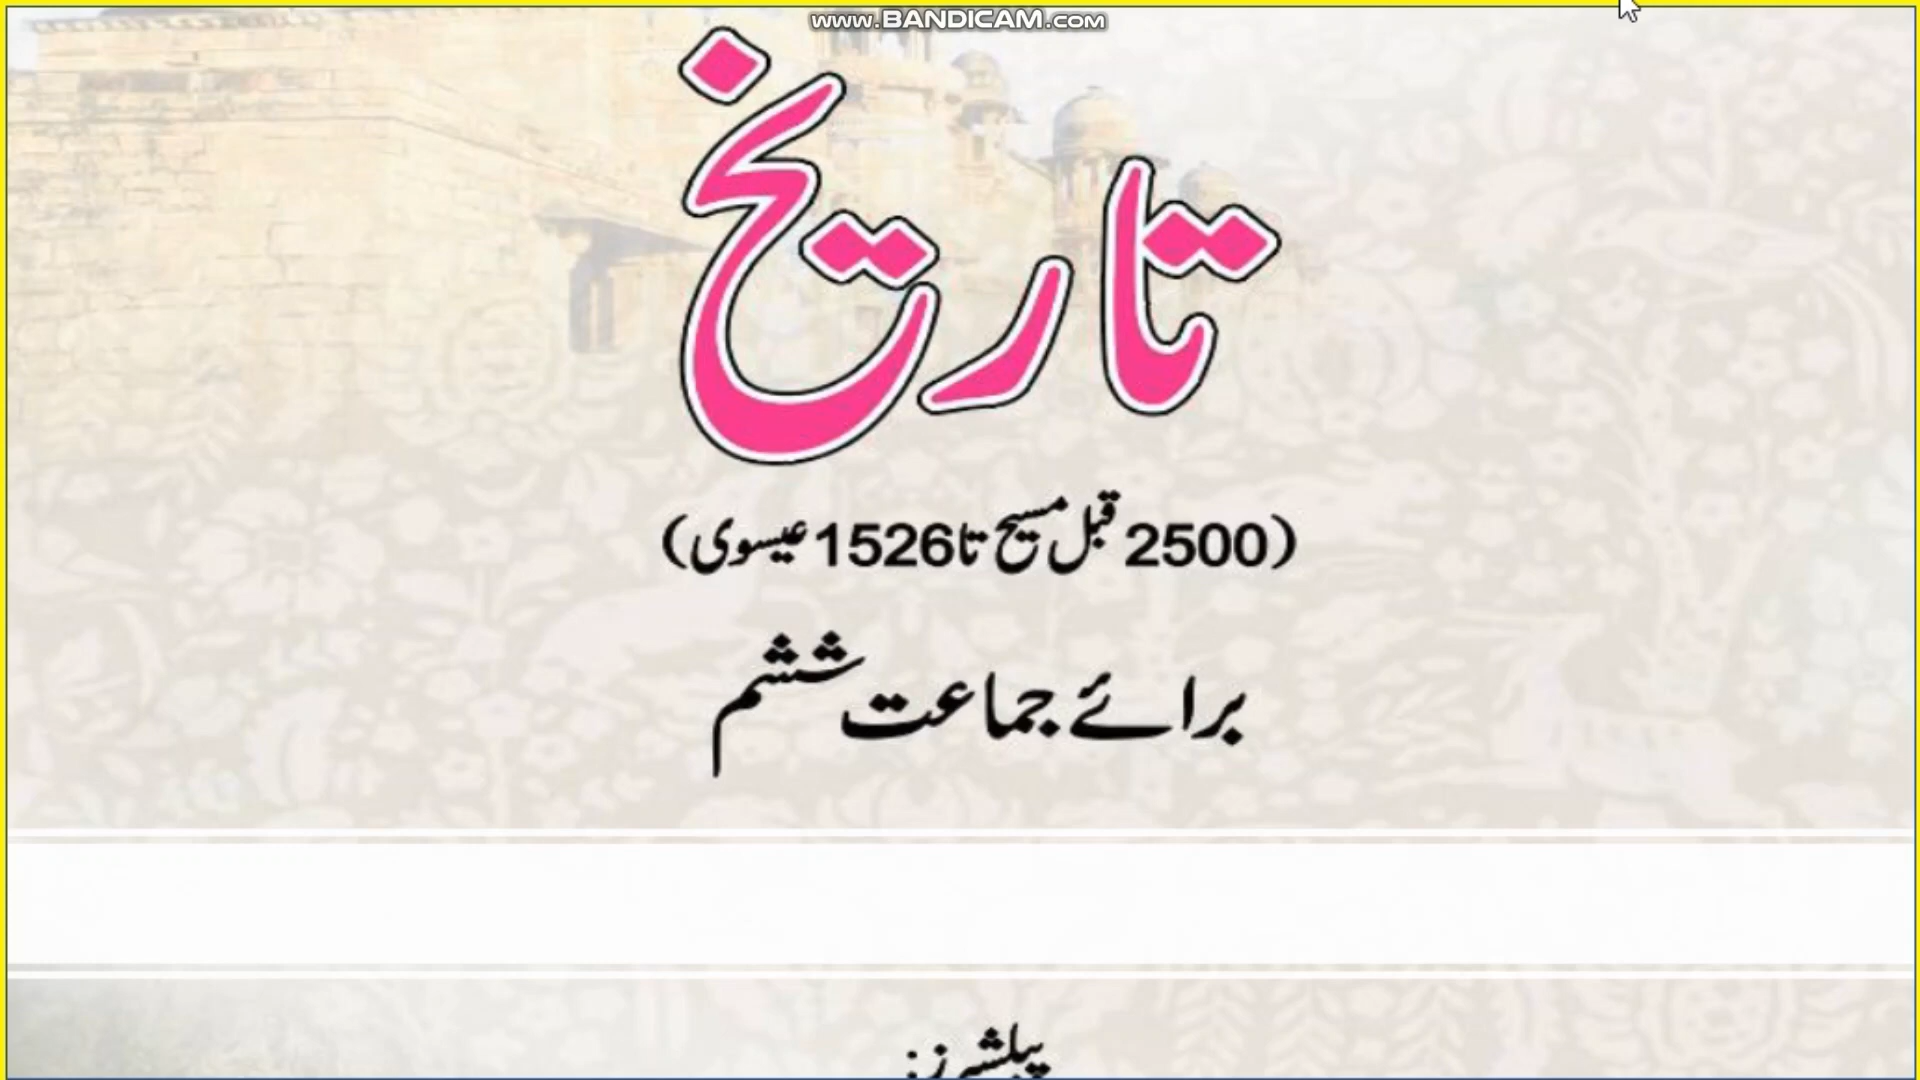 www.BANDICAM.com
تاریخ
(2500 قبل مسیح تا 1526 عیسوی)
برائے جماعت ششم
پبلشرز: